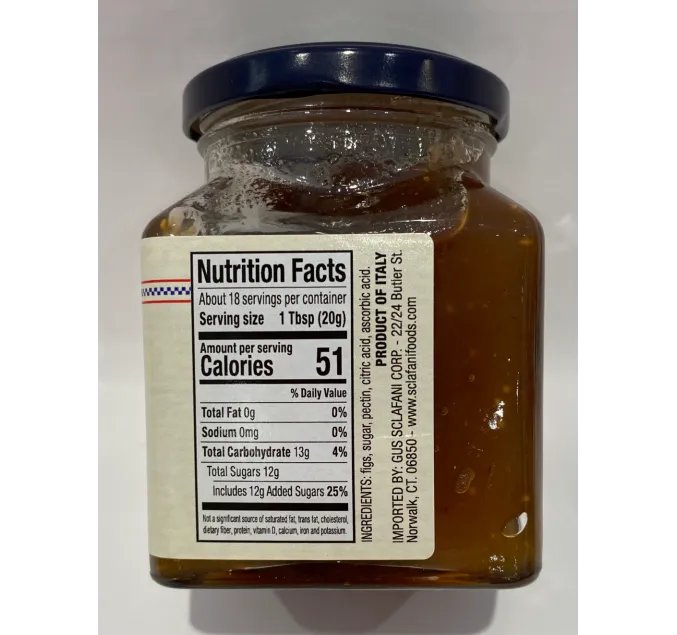 Nutrition Facts
About 18 servings per container
Serving size 1 Tbsp (20g)
Amount per serving
Calories 51
% Daily Value
Total Fat 0g 0%
Sodium 0mg 0%
Total Carbohydrate 13g 4%
Total Sugars 12g
Includes 12g Added Sugars 25%
Not a significant source of saturated fat, trans fat, cholesterol,
dietary fiber, protein, vitamin D, calcium, iron and potassium.
INGREDIENTS: figs, sugar, pectin, citric acid, ascorbic acid.
PRODUCT OF ITALY
IMPORTED BY: GUS SCLAFANI CORP. - 22/24 Butler St.
Norwalk, CT. 06850 - www.sclafanifoods.com